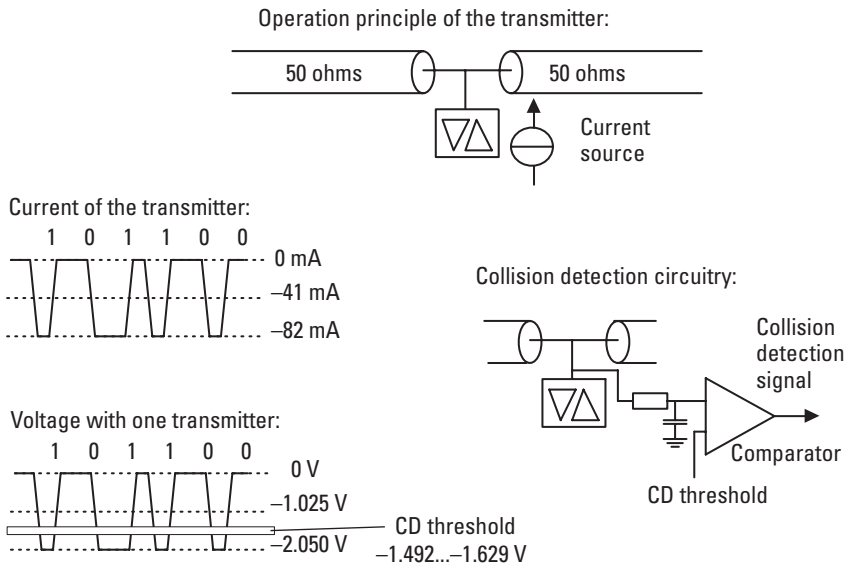 Operation principle of the transmitter:
50 ohms
50 ohms
Current
source
Current of the transmitter:
1 0 1 1 0 0
0 mA
–41 mA
–82 mA
Collision detection circuitry:
Collision
detection
signal
Comparator
CD threshold
Voltage with one transmitter:
1 0 1 1 0 0
0 V
–1.025 V
–2.050 V
CD threshold
–1.492...–1.629 V